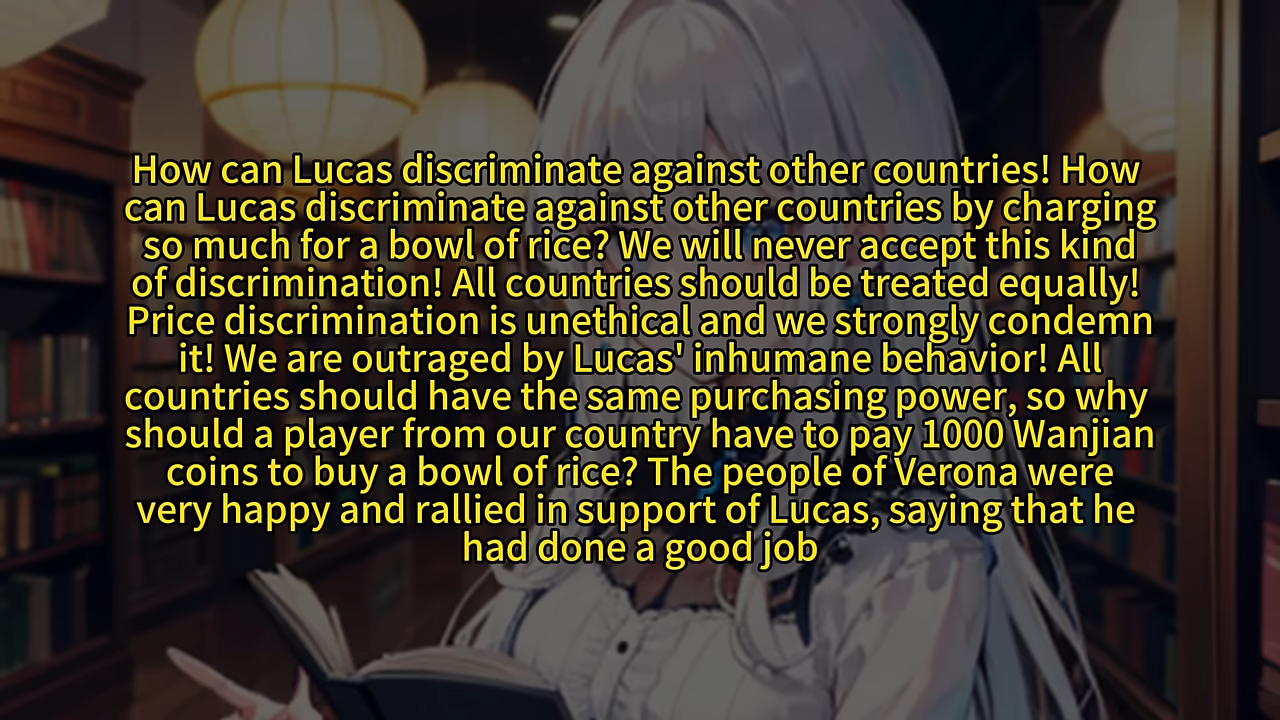 How can Lucas discriminate against other countries! How
can Lucas discriminate against other countries by charging
so much for a bowl of rice? We will never accept this kind
of discrimination! All countries should be treated equally!
Price discrimination is unethical and we strongly condemn
it! We are outraged by Lucas' inhumane behavior! All
countries should have the same purchasing power, so why
should a player from our country have to pay 1000 Wanjian
coins to buy a bowl of rice? The people of Verona were
very happy and rallied in support of Lucas, saying that he
had done a good job